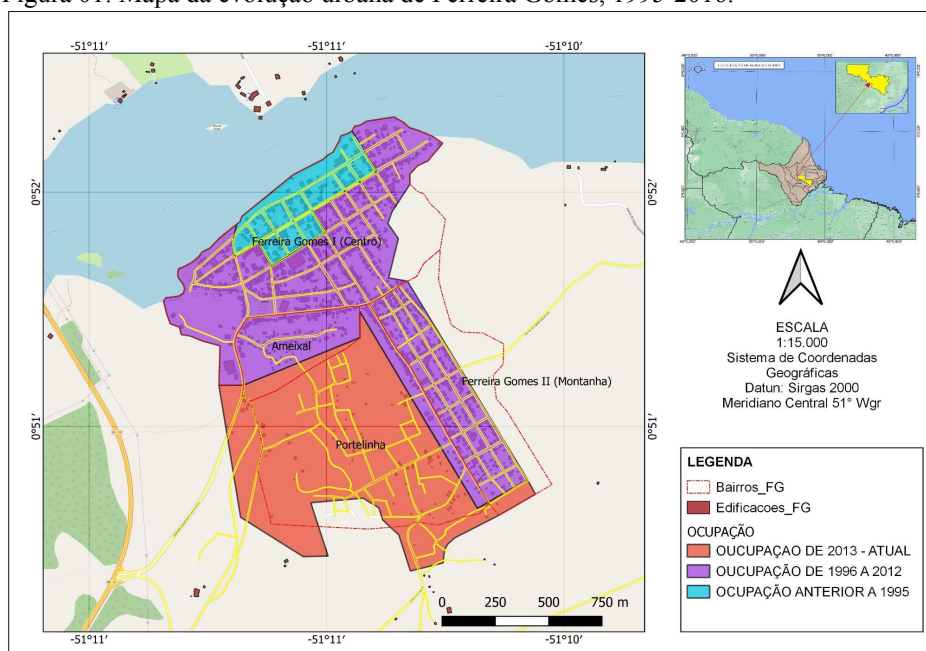 Figura 01: Mapa da evolução urbana de Ferreira Gomes, 1995-2016.
-51°11′ -51°11′ -51°10′
0°52′ 0°52′
Ferreira Gomes I (Centro)
Ameixal
Ferreira Gomes II (Montanha)
0°51′ 0°51′
Portelinha
0 250 500 750 m
-51°11′ -51°11′ -51°10′
ESCALA
1:15.000
Sistema de Coordenadas
Geográficas
Datun: Sirgas 2000
Meridiano Central 51° Wgr
LEGENDA
Bairros_FG
Edificacoes_FG
OCUPAÇÃO
OUCUPAÇAO DE 2013 - ATUAL
OUCUPAÇÃO DE 1996 A 2012
OCUPAÇÃO ANTERIOR A 1995